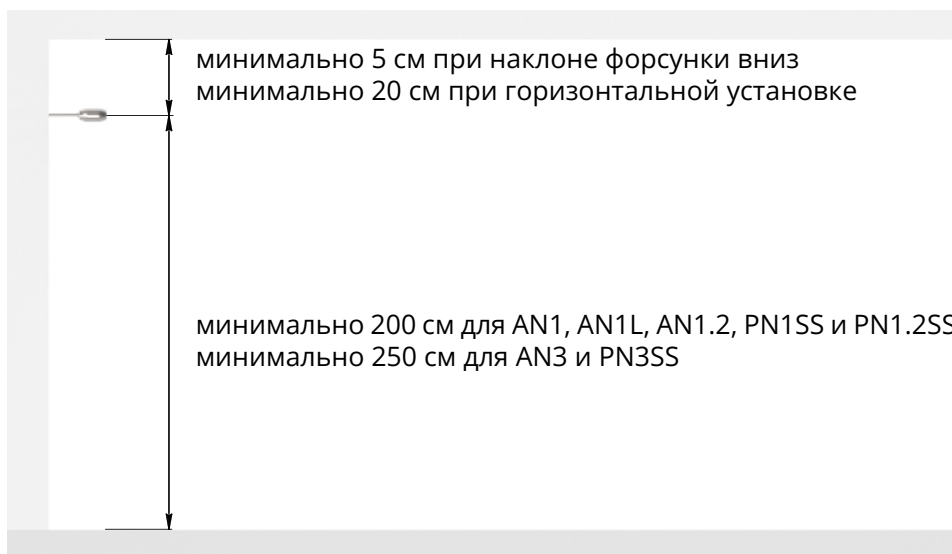 минимально 5 см при наклоне форсунки вниз
минимально 20 см при горизонтальной установке
минимально 200 см для AN1, AN1L, AN1.2, PN1SS и PN1.2SS
минимально 250 см для AN3 и PN3SS